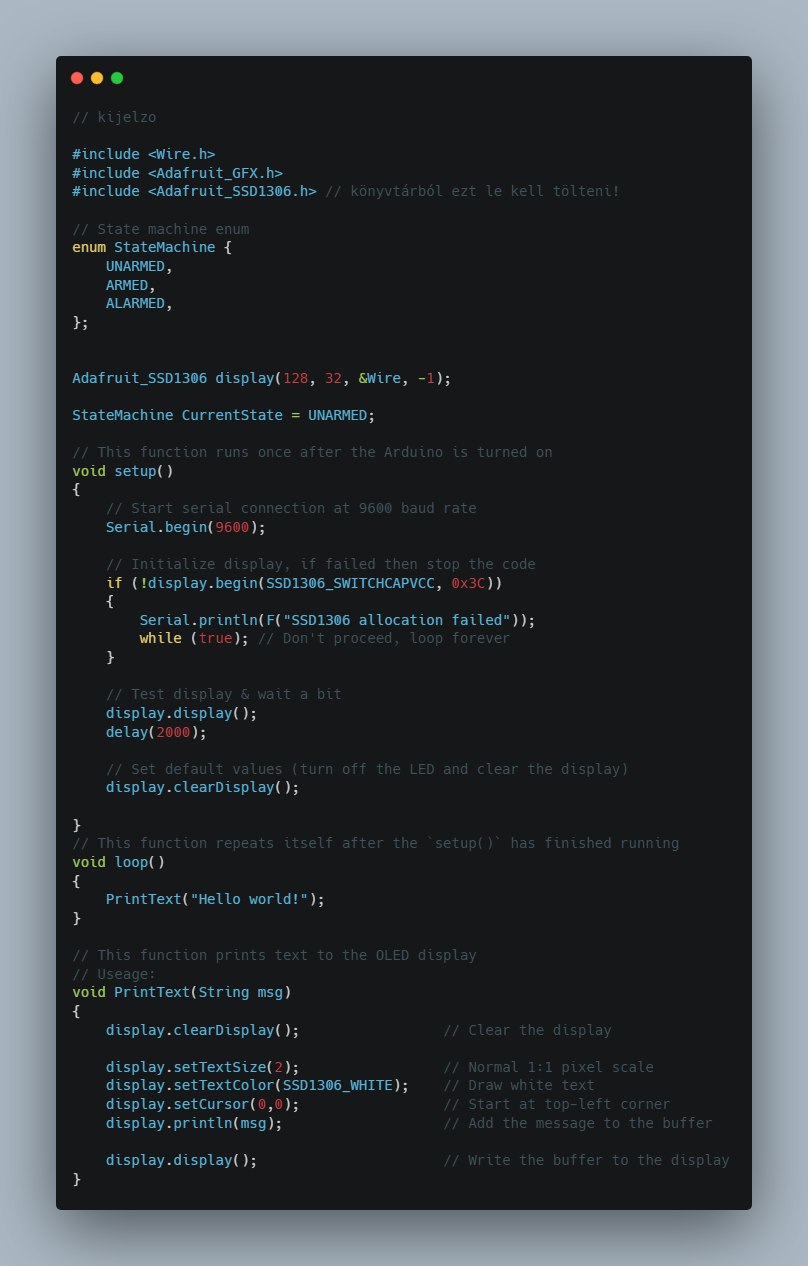 // kijelzo
#include <Wire.h>
#include <Adafruit_GFX.h>
#include <Adafruit_SSD1306.h> // könyvtárból ezt le kell tölteni!
// State machine enum
enum StateMachine {
    UNARMED,
    ARMED,
    ALARMED,
};
Adafruit_SSD1306 display(128, 32, &Wire, -1);
StateMachine CurrentState = UNARMED;
// This function runs once after the Arduino is turned on
void setup()
{
    // Start serial connection at 9600 baud rate
    Serial.begin(9600);
    // Initialize display, if failed then stop the code
    if (!display.begin(SSD1306_SWITCHCAPVCC, 0x3C))
    {
        Serial.println(F("SSD1306 allocation failed"));
        while (true); // Don't proceed, loop forever
    }
    // Test display & wait a bit
    display.display();
    delay(2000);
    // Set default values (turn off the LED and clear the display)
    display.clearDisplay();
}
// This function repeats itself after the `setup()` has finished running
void loop()
{
    PrintText("Hello world!");
}
// This function prints text to the OLED display
// Useage:
void PrintText(String msg)
{
    display.clearDisplay();                 // Clear the display
    display.setTextSize(2);                 // Normal 1:1 pixel scale
    display.setTextColor(SSD1306_WHITE);    // Draw white text
    display.setCursor(0,0);                 // Start at top-left corner
    display.println(msg);                   // Add the message to the buffer
    display.display();                      // Write the buffer to the display
}